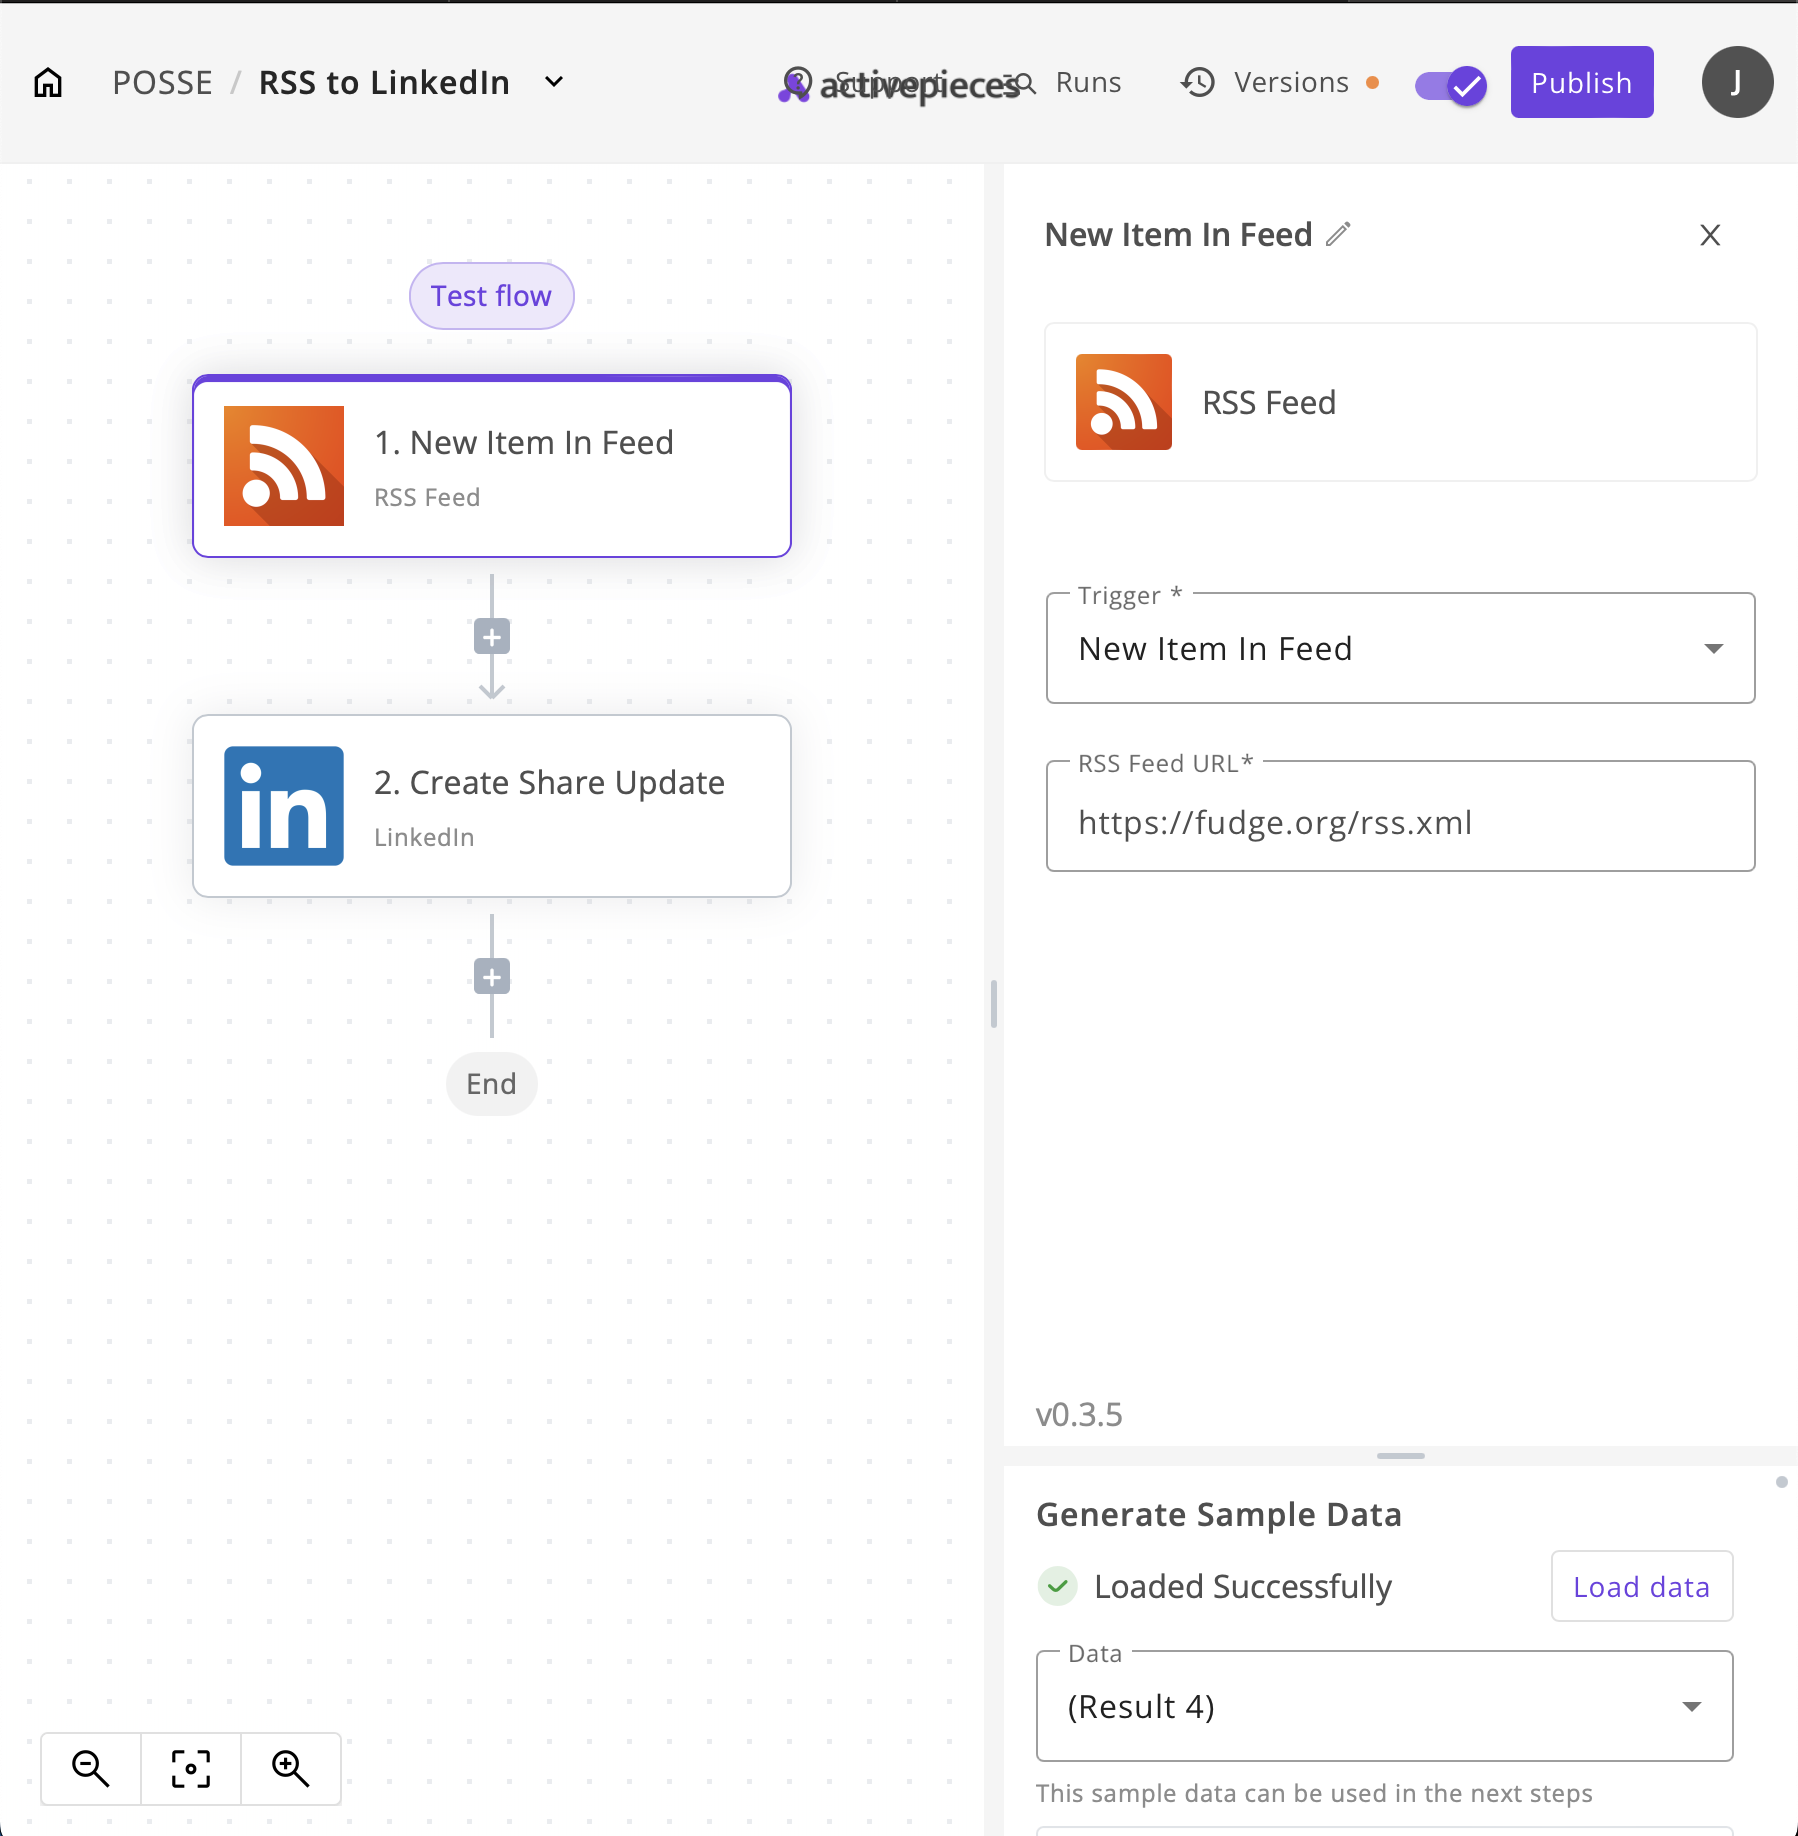 POSSE / RSS to LinkedIn
Support
activepieces
Runs
Versions
Publish
J
Test flow
1. New Item In Feed
RSS Feed
2. Create Share Update
LinkedIn
End
New Item In Feed
X
RSS Feed
Trigger *
New Item In Feed
RSS Feed URL*
https://fudge.org/rss.xml
v0.3.5
Generate Sample Data
Loaded Successfully
Load data
Data
(Result 4)
This sample data can be used in the next steps